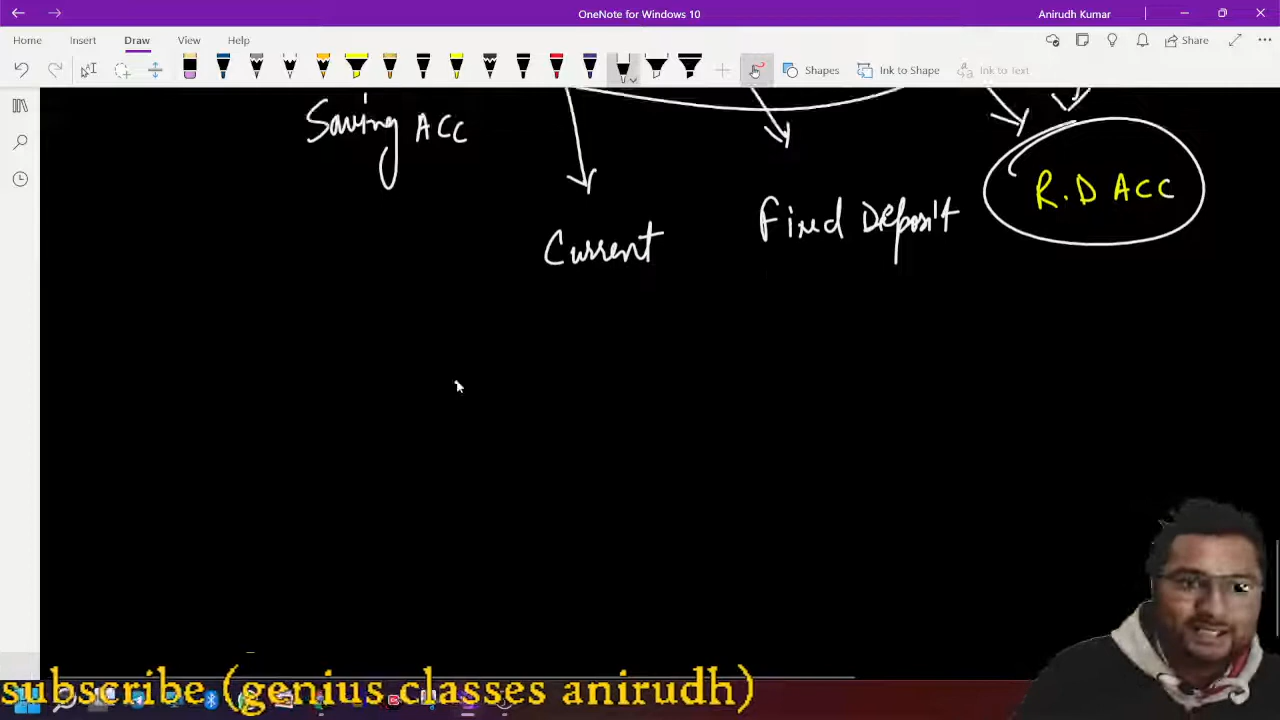 OneNote for Windows 10
Anirudh Kumar
Home Insert Draw View Help
Share
Shapes
Ink to Shape
Ink to Text
Saving Acc
Current
Fixed Deposit
R.D Acc
subscribe (genius classes anirudh)